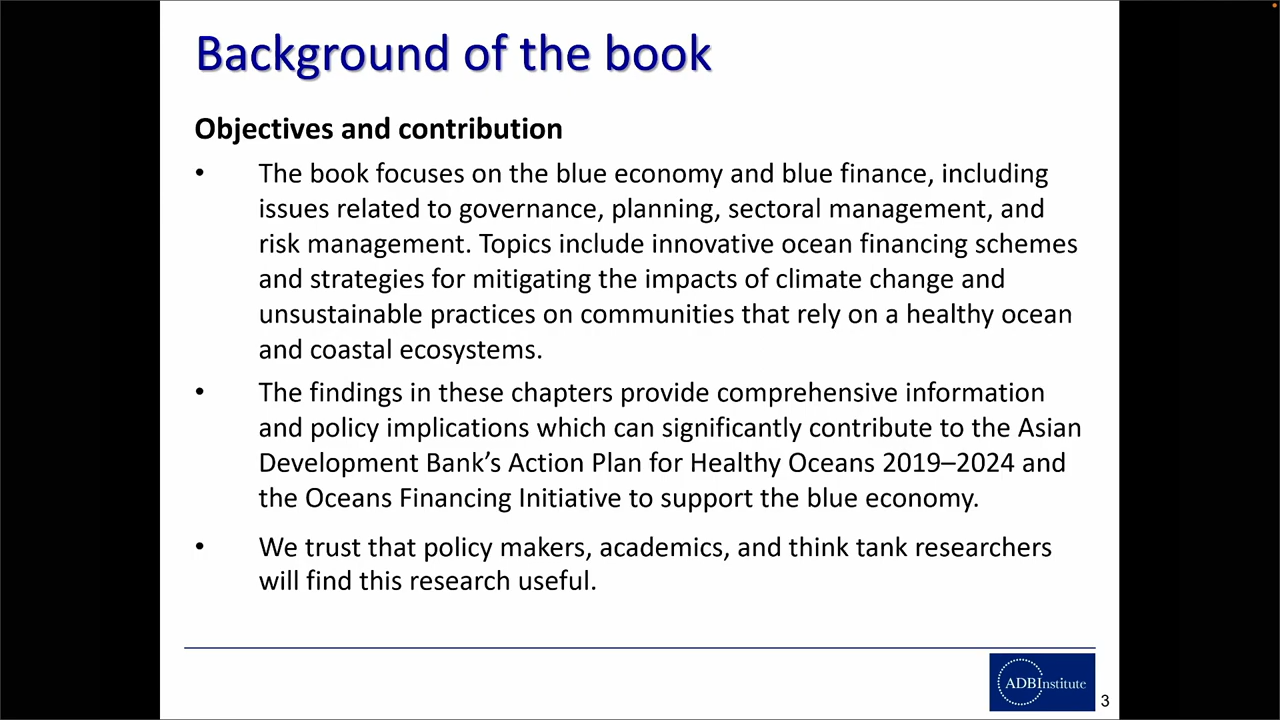 Background of the book
Objectives and contribution
• The book focuses on the blue economy and blue finance, including
issues related to governance, planning, sectoral management, and
risk management. Topics include innovative ocean financing schemes
and strategies for mitigating the impacts of climate change and
unsustainable practices on communities that rely on a healthy ocean
and coastal ecosystems.
• The findings in these chapters provide comprehensive information
and policy implications which can significantly contribute to the Asian
Development Bank’s Action Plan for Healthy Oceans 2019–2024 and
the Oceans Financing Initiative to support the blue economy.
• We trust that policy makers, academics, and think tank researchers
will find this research useful.
ADBInstitute
3